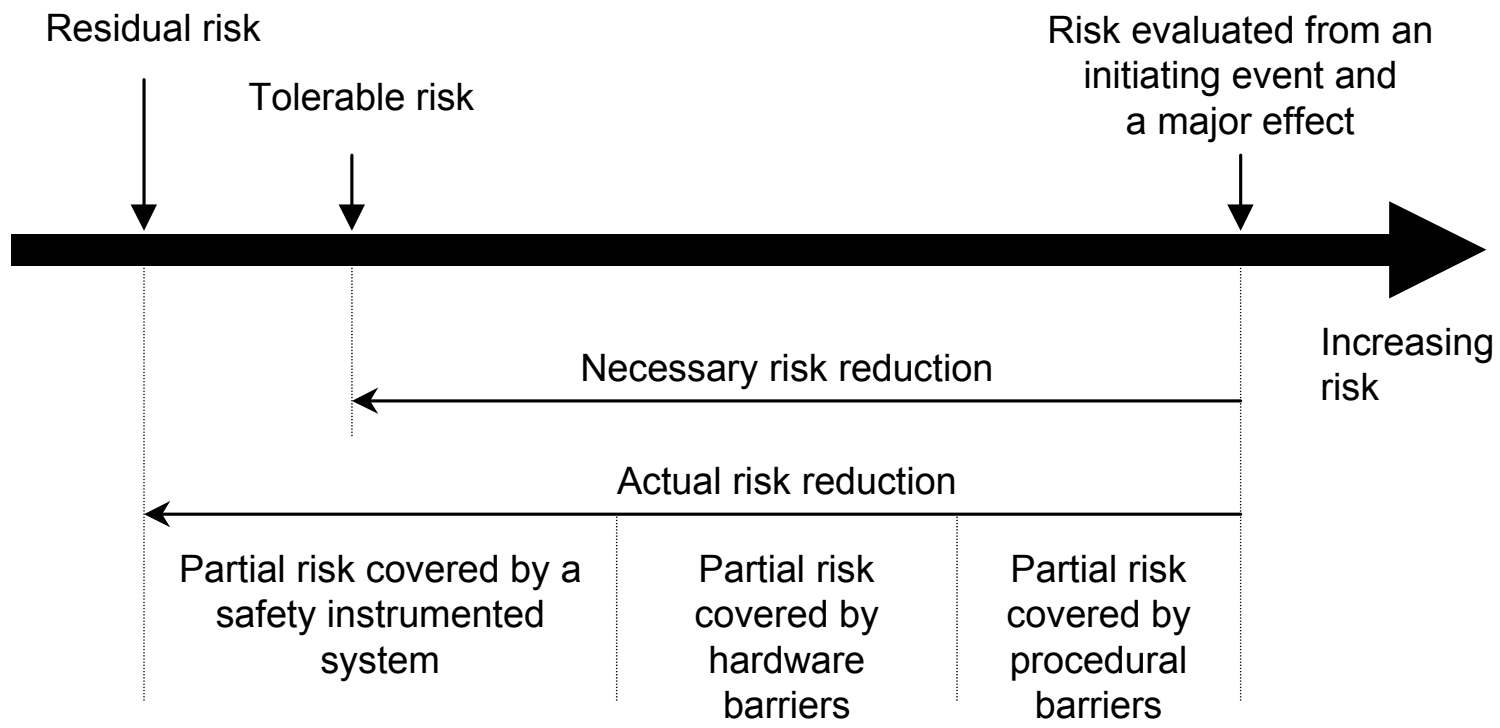 Residual risk
Tolerable risk
Risk evaluated from an
initiating event and
a major effect
Increasing
risk
Necessary risk reduction
Actual risk reduction
Partial risk covered by a
safety instrumented
system
Partial risk
covered by
hardware
barriers
Partial risk
covered by
procedural
barriers